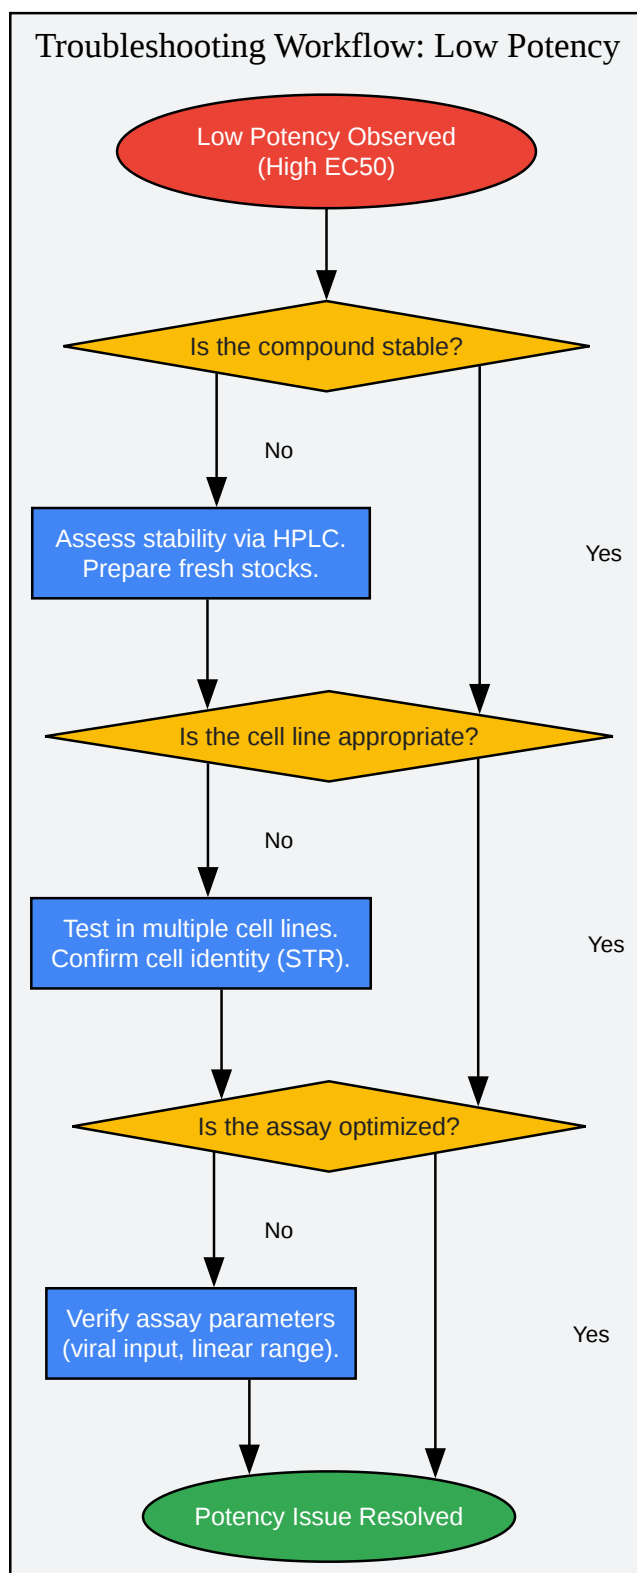 Troubleshooting Workflow: Low Potency
Low Potency Observed
(High EC50)
Is the compound stable?
No
Assess stability via HPLC.
Prepare fresh stocks.
Yes
Is the cell line appropriate?
No
Test in multiple cell lines.
Confirm cell identity (STR).
Yes
Is the assay optimized?
No
Verify assay parameters
(viral input, linear range).
Yes
Potency Issue Resolved